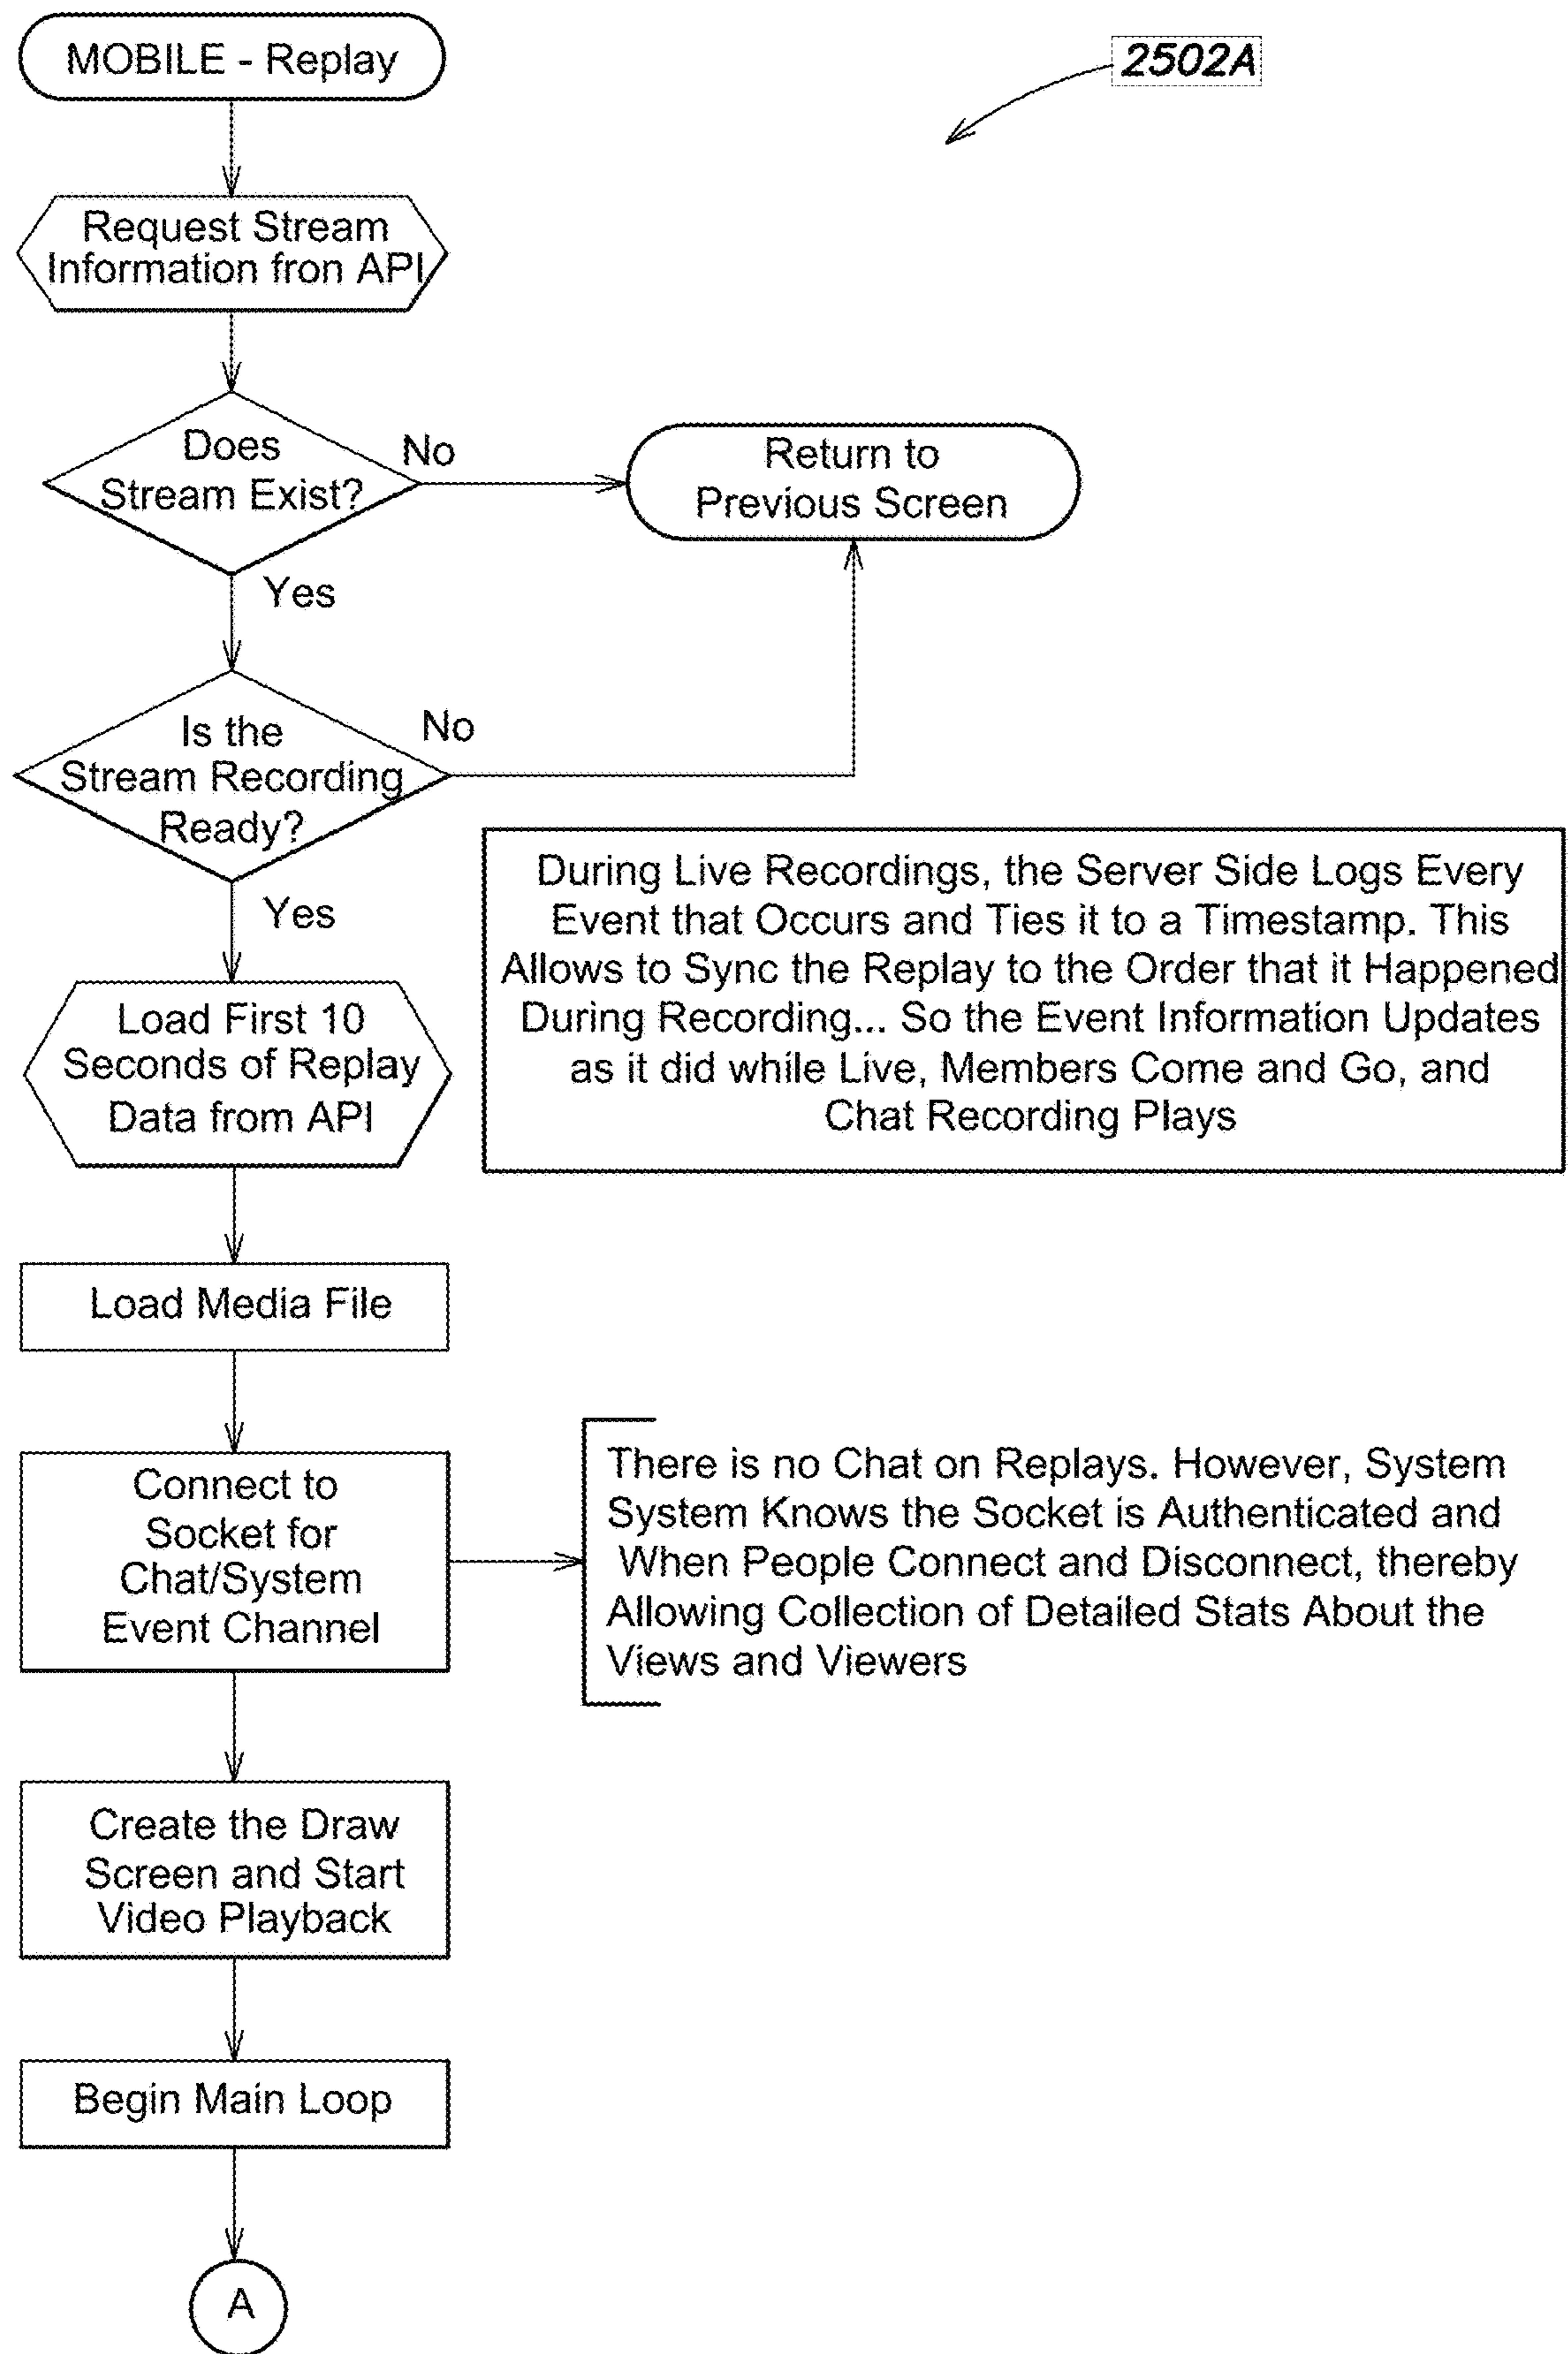 MOBILE - Replay
2502A
Request Stream
Information fron API
Does
Stream Exist?
No
Return to
Previous Screen
Yes
Is the
Stream Recording
Ready?
No
Yes
During Live Recordings, the Server Side Logs Every
Event that Occurs and Ties it to a Timestamp. This
Allows to Sync the Replay to the Order that it Happened
During Recording... So the Event Information Updates
as it did while Live, Members Come and Go, and
Chat Recording Plays
Load First 10
Seconds of Replay
Data from API
Load Media File
Connect to
Socket for
Chat/System
Event Channel
There is no Chat on Replays. However, System
System Knows the Socket is Authenticated and
When People Connect and Disconnect, thereby
Allowing Collection of Detailed Stats About the
Views and Viewers
Create the Draw
Screen and Start
Video Playback
Begin Main Loop
A